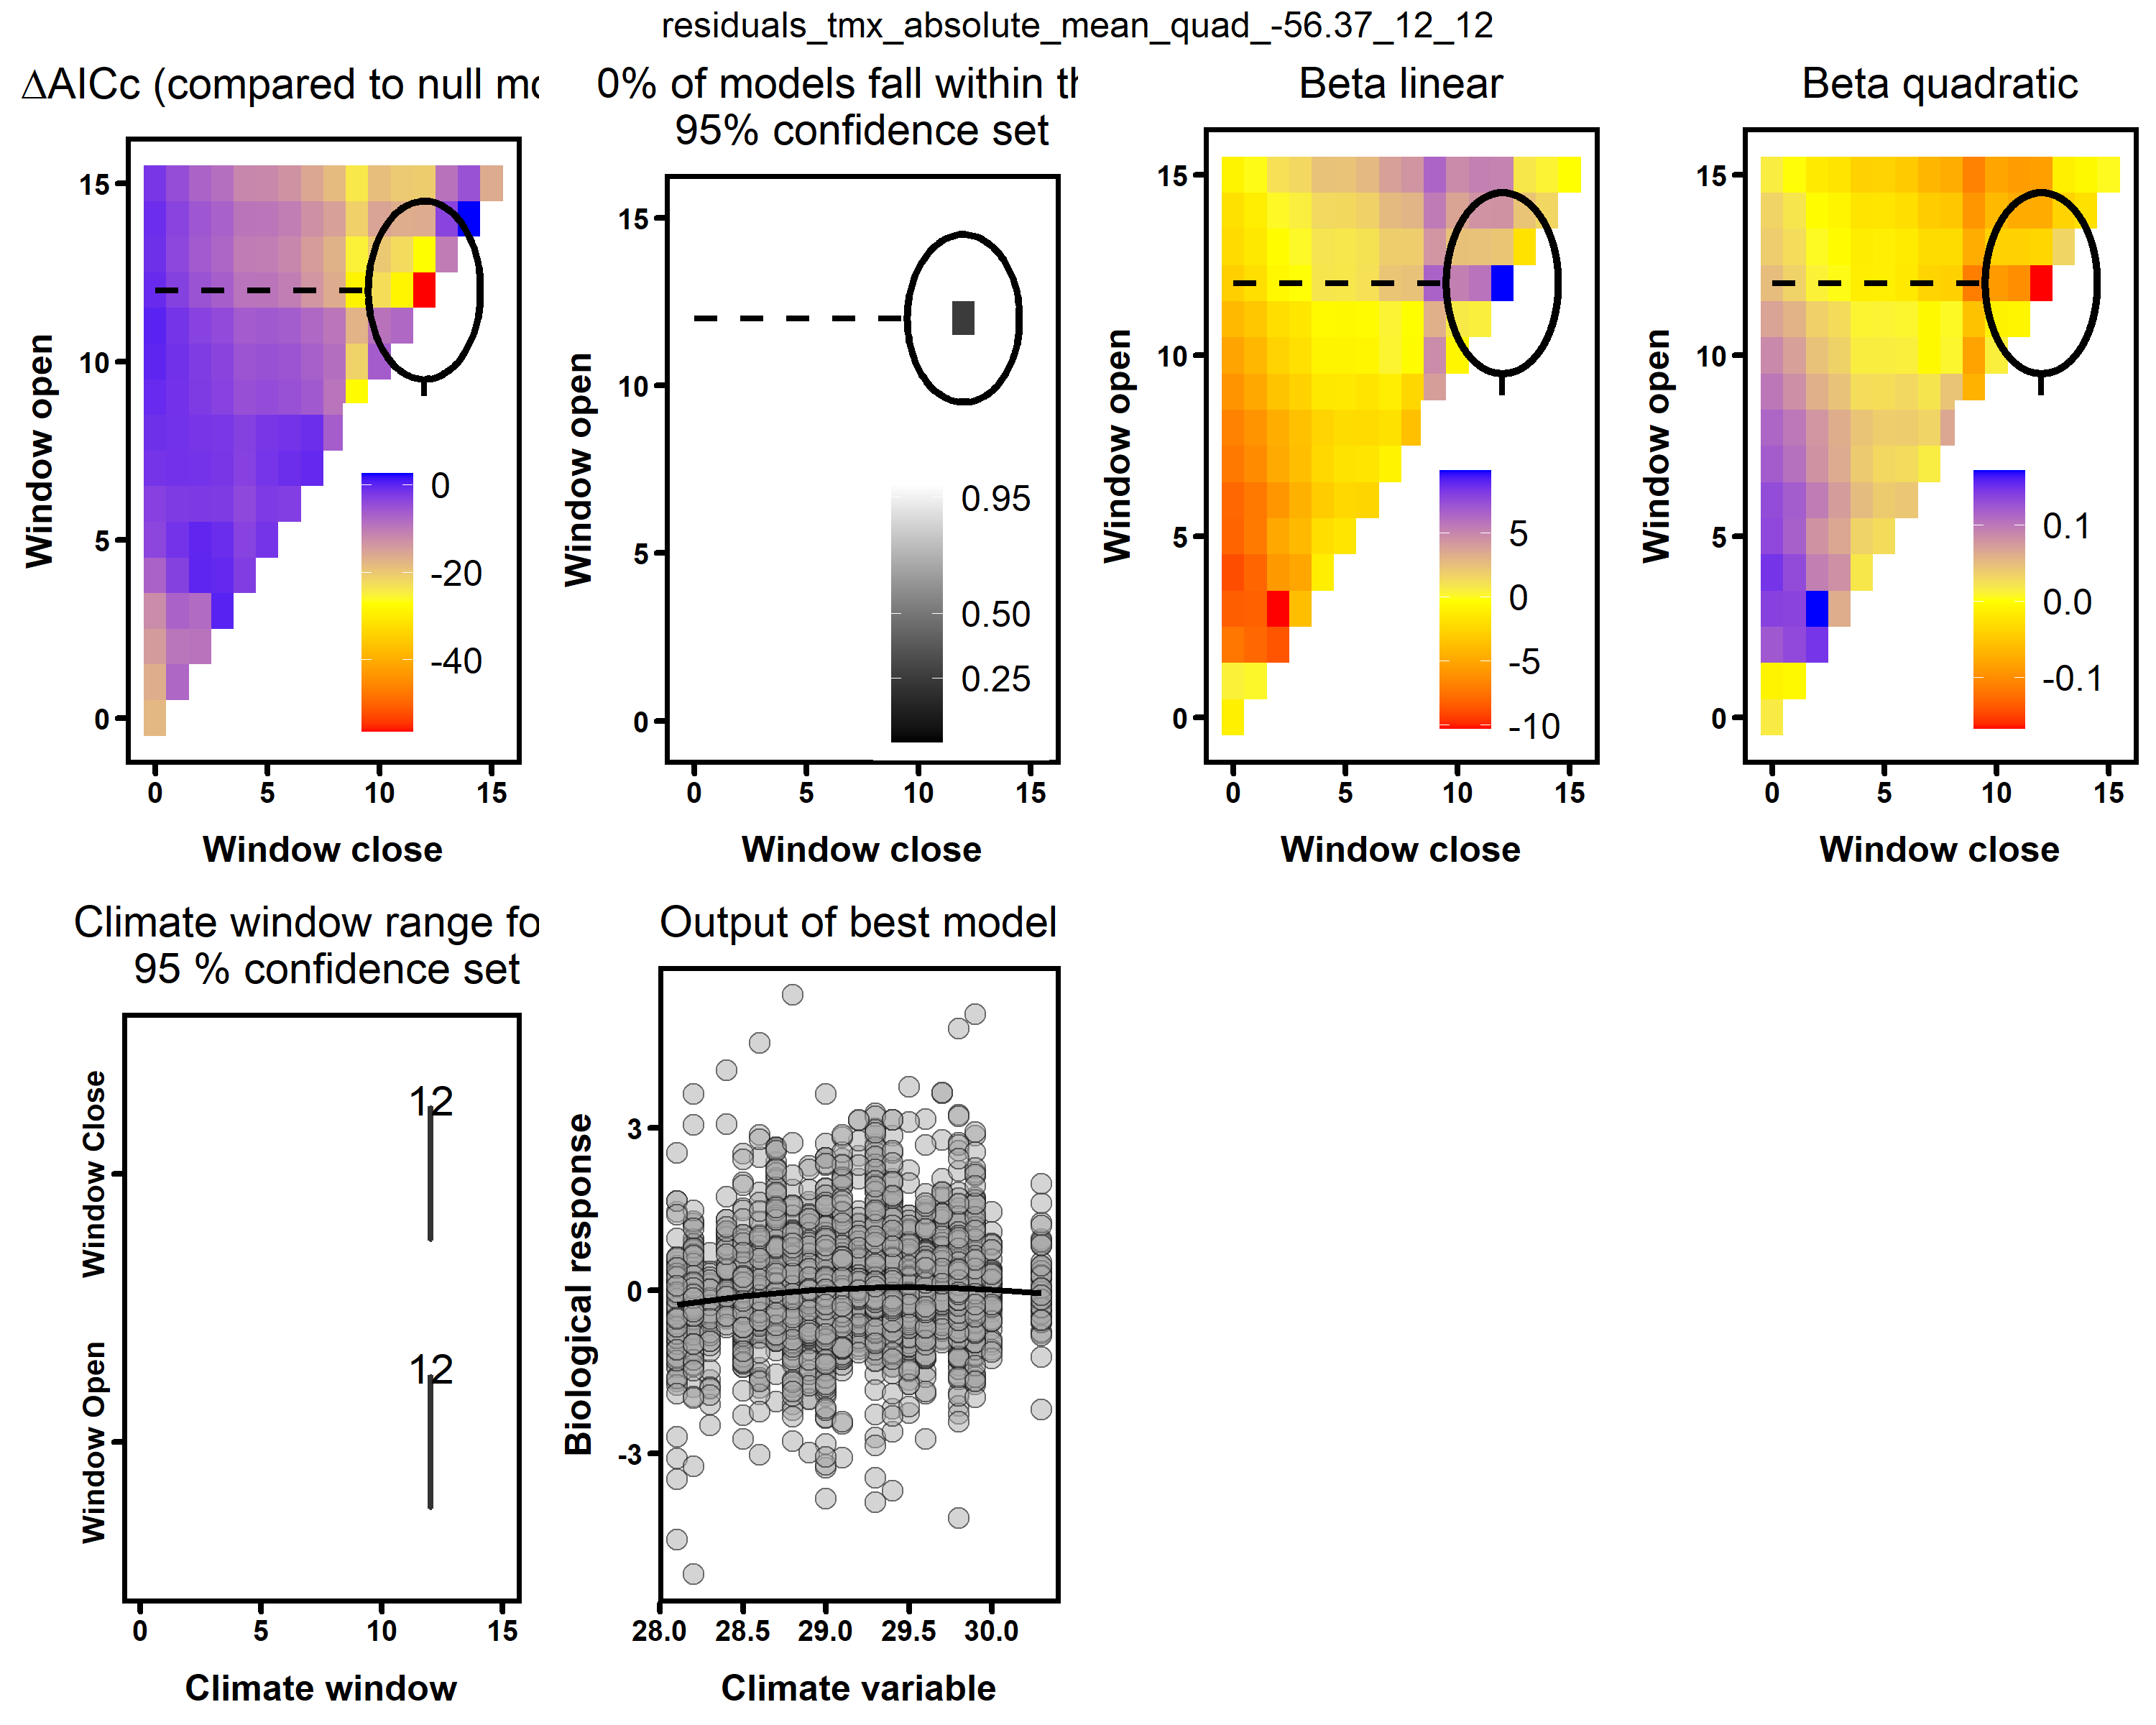 residuals_tmx_absolute_mean_quad_-56.37_12_12
ΔAICc (compared to null mo
15
10
5
0
0
-20
-40
0 5 10 15
Window open
Window close
0% of models fall within th
95% confidence set
15
10
5
0
0.95
0.50
0.25
0 5 10 15
Window open
Window close
Beta linear
15
10
5
0
5
0
-5
-10
0 5 10 15
Window open
Window close
Beta quadratic
15
10
5
0
0.1
0.0
-0.1
0 5 10 15
Window open
Window close
Climate window range fo
95 % confidence set
Window Close
Window Open
12
12
0 5 10 15
Climate window
Output of best model
Biological response
3
0
-3
28.0 28.5 29.0 29.5 30.0
Climate variable